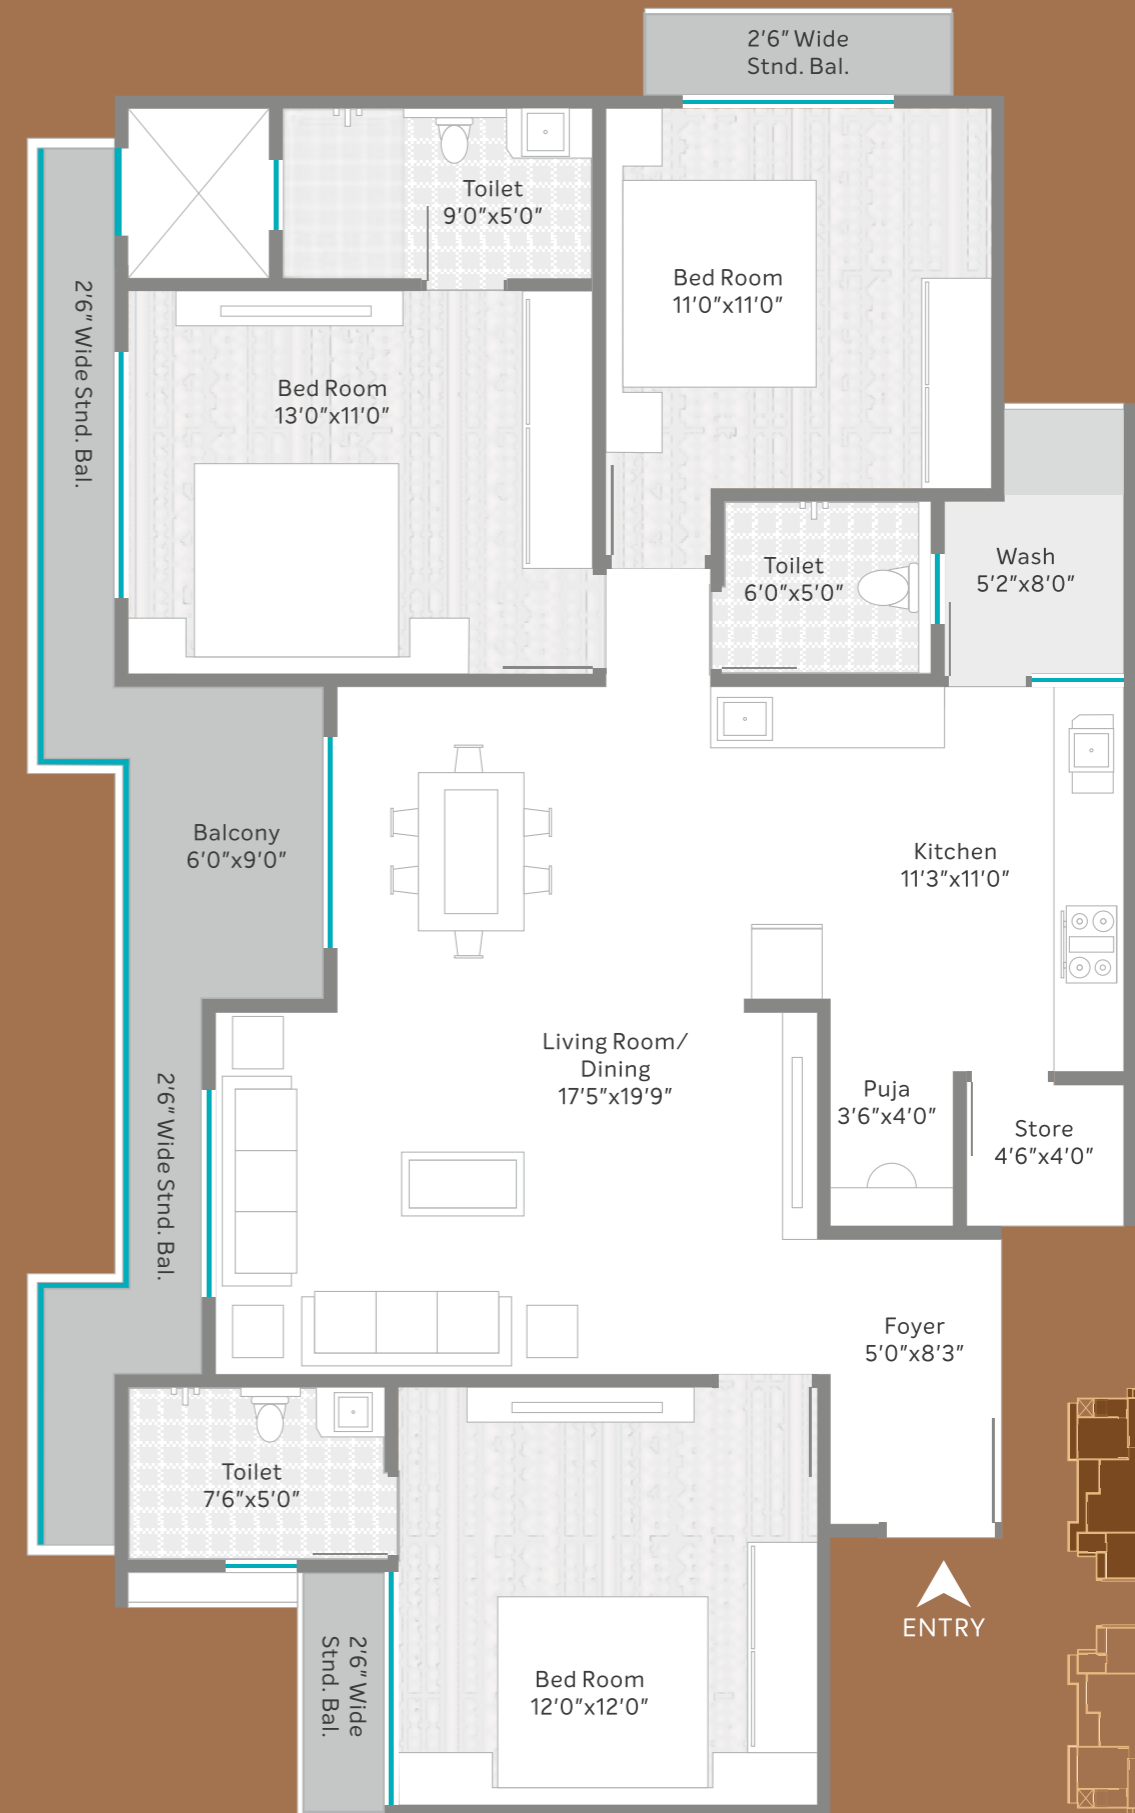 2'6" Wide
Stnd. Bal.
Toilet
9'0"x5'0"
Bed Room
11'0"x11'0"
2'6" Wide Stnd. Bal.
Bed Room
13'0"x11'0"
Toilet
6'0"x5'0"
Wash
5'2"x8'0"
Balcony
6'0"x9'0"
Kitchen
11'3"x11'0"
Living Room/
Dining
17'5"x19'9"
2'6" Wide Stnd. Bal.
Puja
3'6"x4'0"
Store
4'6"x4'0"
Foyer
5'0"x8'3"
Toilet
7'6"x5'0"
ENTRY
2'6" Wide
Stnd. Bal.
Bed Room
12'0"x12'0"